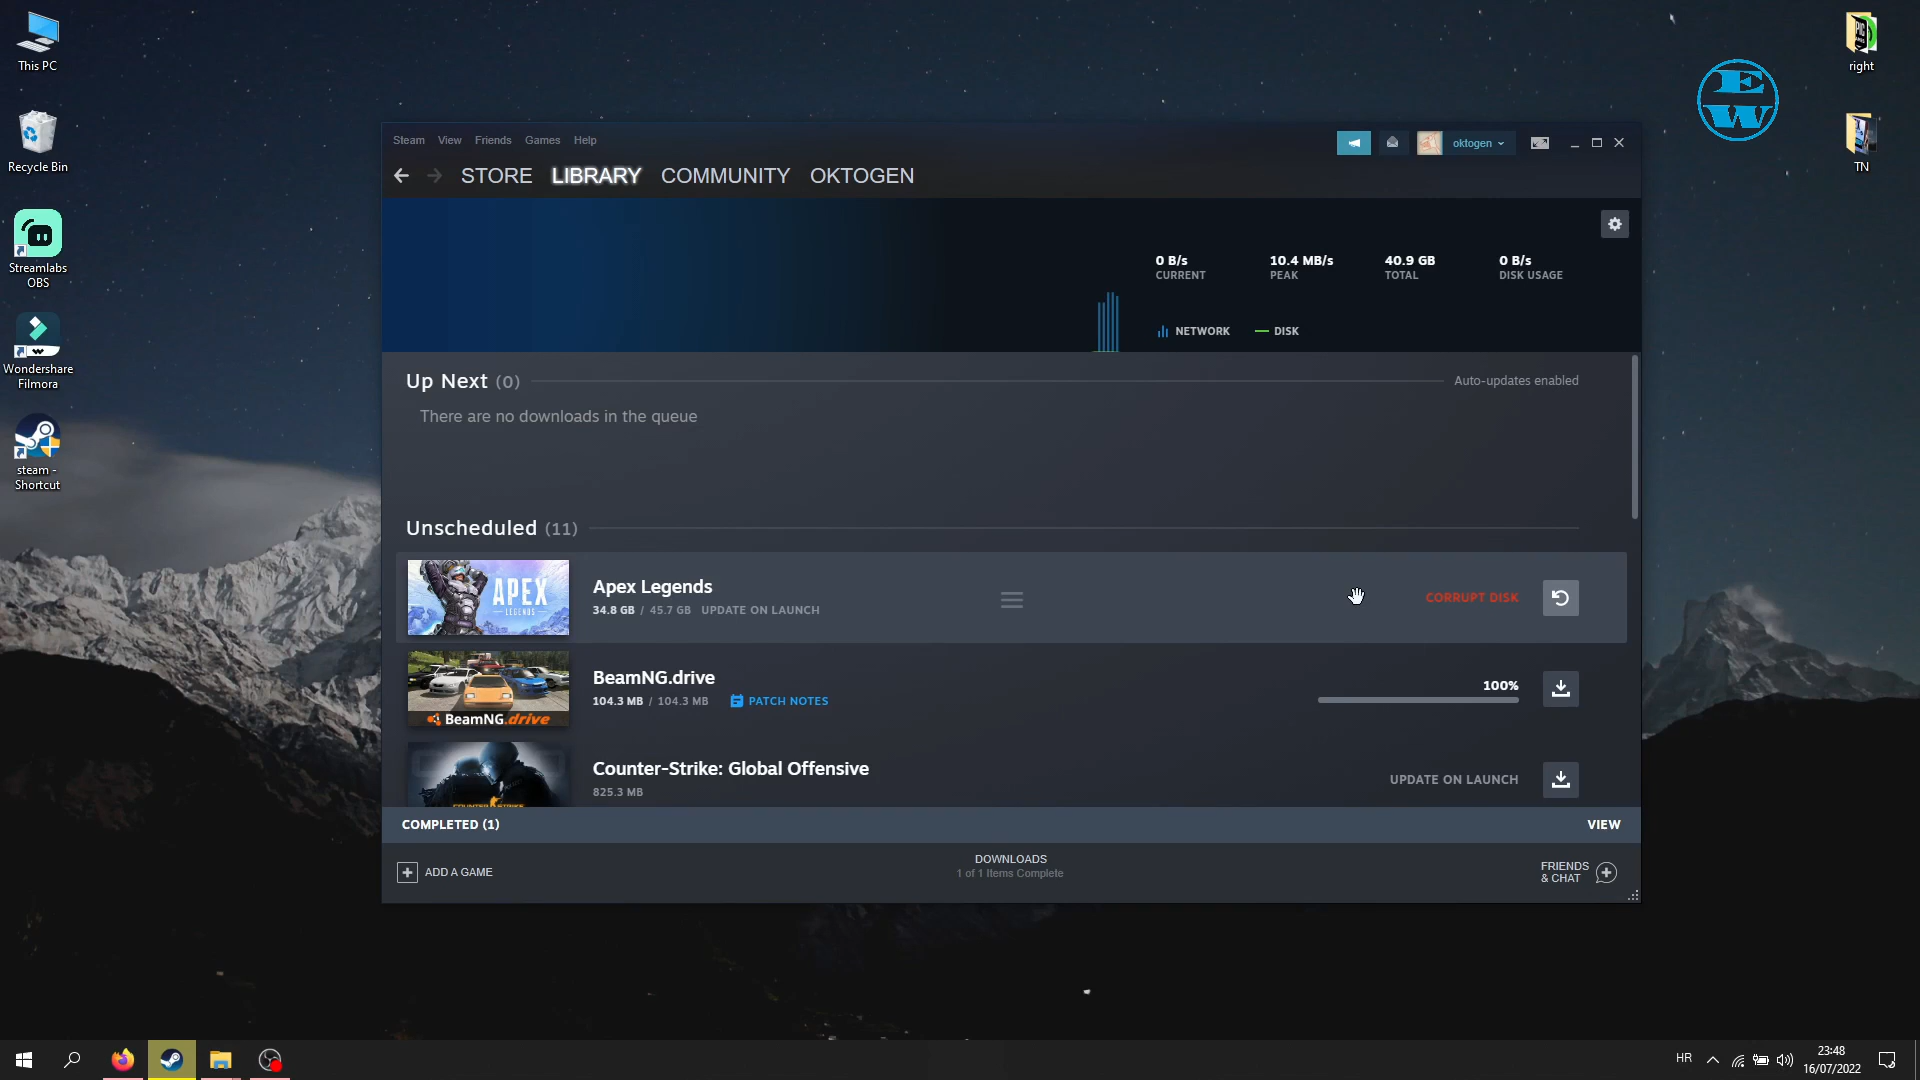 This PC
Recycle Bin
Streamlabs
OBS
Wondershare
Filmora
steam -
Shortcut
right
TN
EW
Steam View Friends Games Help
oktogen
STORE LIBRARY COMMUNITY OKTOGEN
0 B/s
CURRENT
10.4 MB/s
PEAK
40.9 GB
TOTAL
0 B/s
DISK USAGE
NETWORK DISK
Up Next (0)
Auto-updates enabled
There are no downloads in the queue
Unscheduled (11)
APEX
LEGENDS
Apex Legends
34.8 GB / 45.7 GB UPDATE ON LAUNCH
CORRUPT DISK
BeamNG.drive
BeamNG.drive
104.3 MB / 104.3 MB PATCH NOTES
100%
Counter-Strike: Global Offensive
825.3 MB
UPDATE ON LAUNCH
COMPLETED (1)
VIEW
ADD A GAME
DOWNLOADS
1 of 1 Items Complete
FRIENDS
& CHAT
HR
23:48
16/07/2022